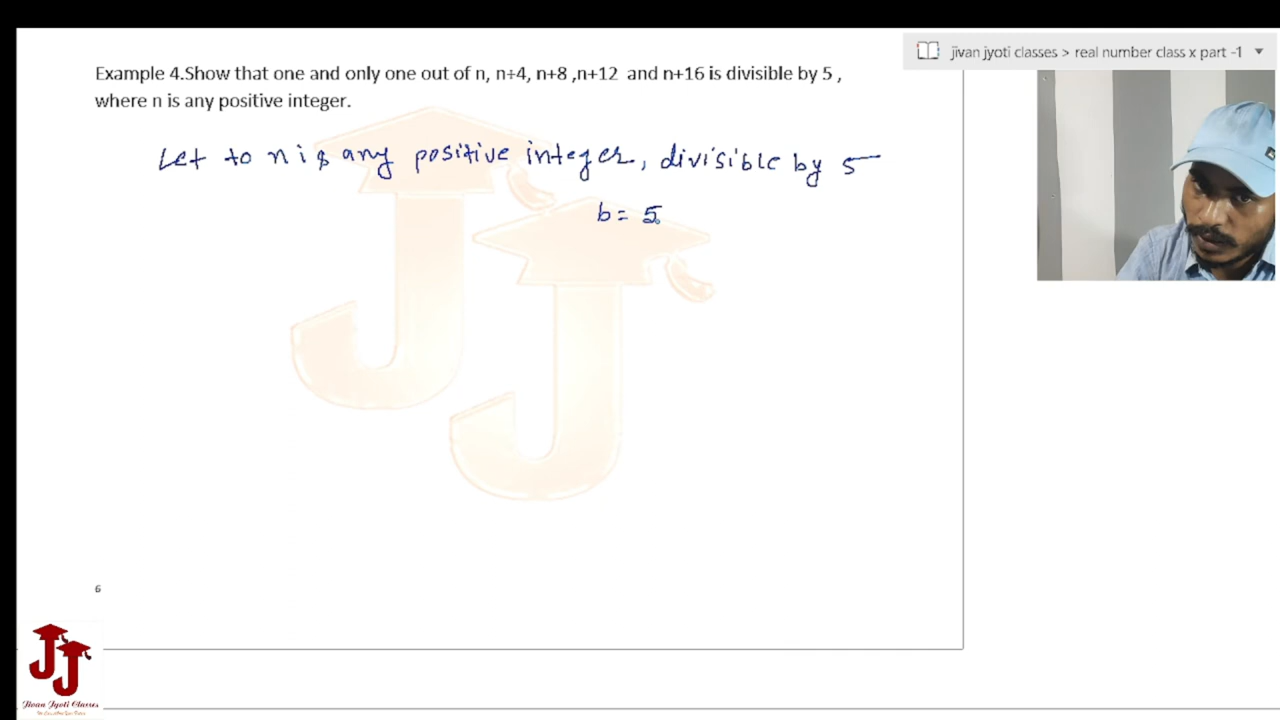 jivan jyoti classes > real number class x part -1
Example 4.Show that one and only one out of n, n+4, n+8 ,n+12 and n+16 is divisible by 5 ,
where n is any positive integer.
Let to n is any positive integer, divisible by 5
b = 5
6
JJ
Jivan Jyoti Classes